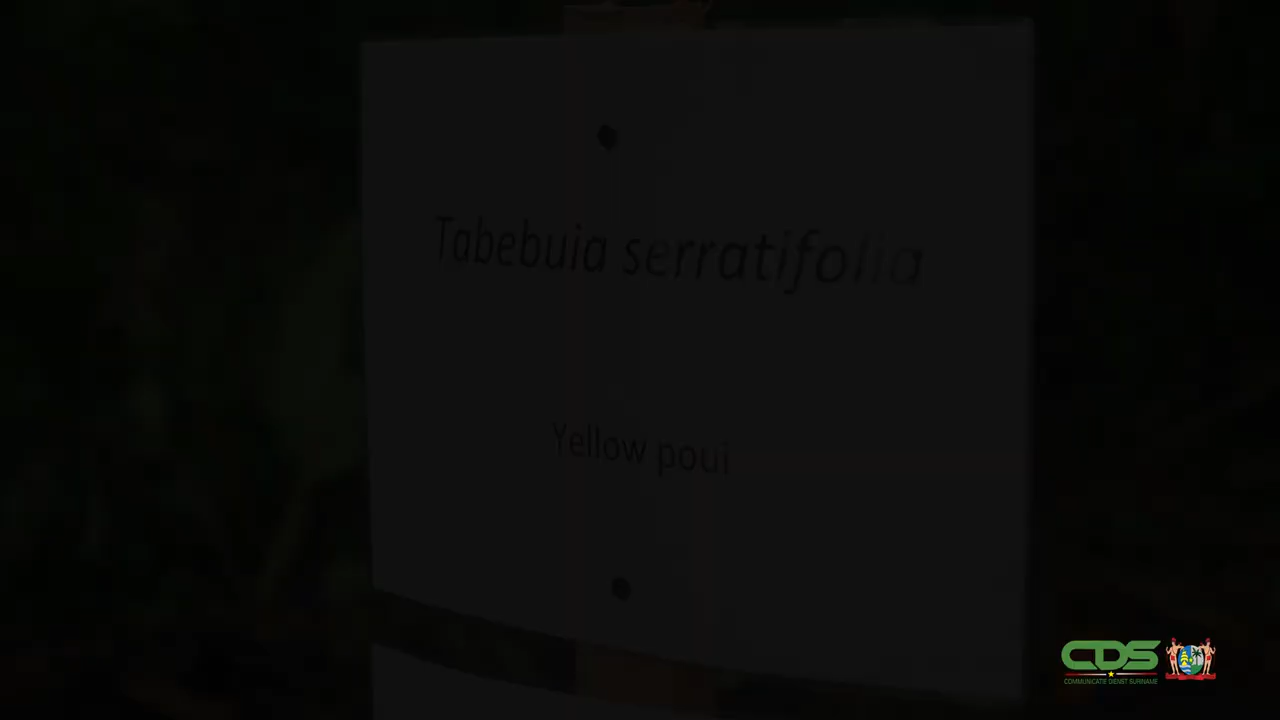 Tabebuia serratifolia
Yellow poui
CDS
COMMUNICATIE DIENST SURINAME